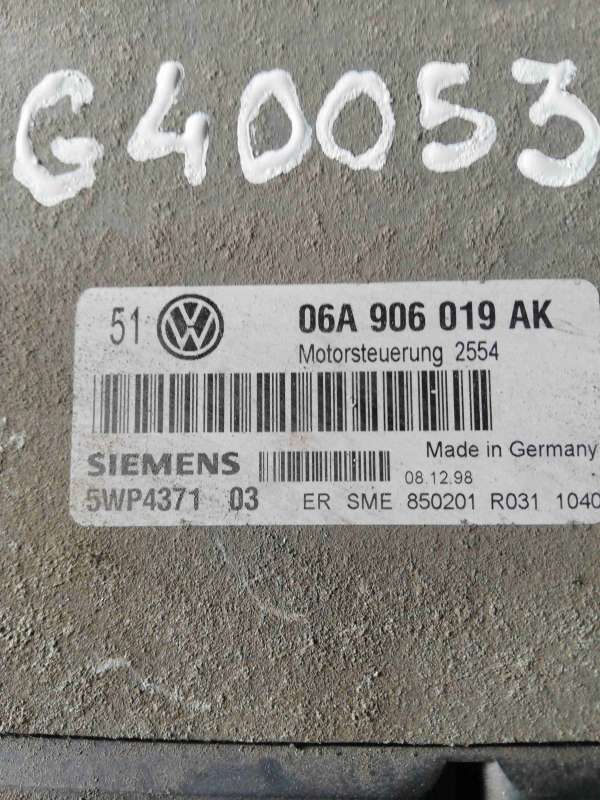 G40053
51 VW 06A 906 019 AK
Motorsteuerung 2554
Made in Germany
SIEMENS 08.12.98
5WP4371 03 ER SME 850201 R031 1040